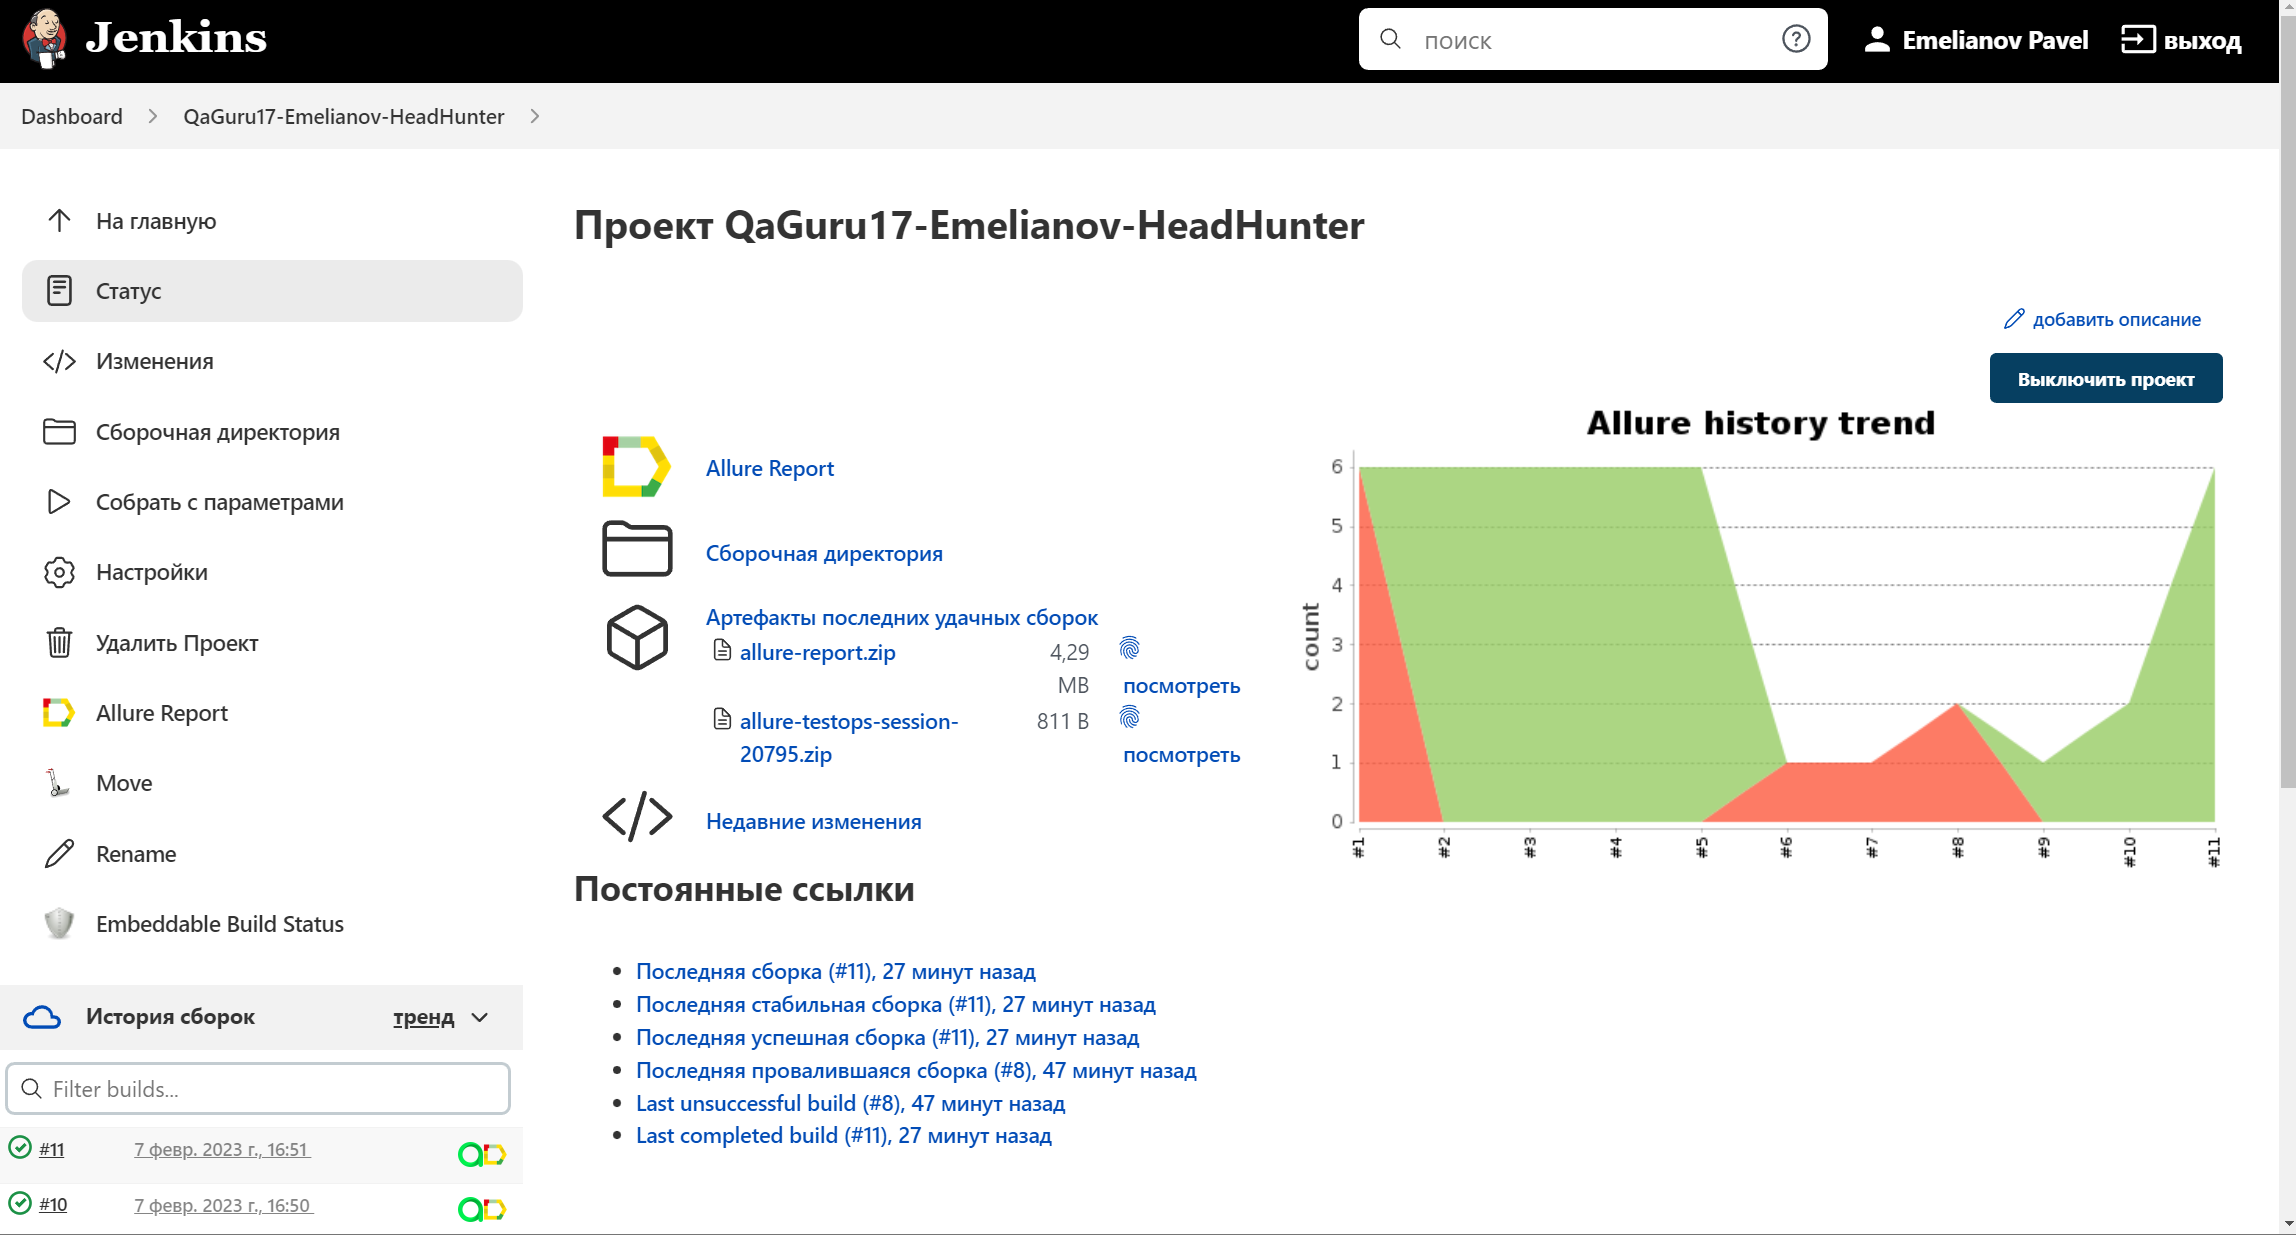 Jenkins
поиск
Emelianov Pavel
выход
Dashboard
QaGuru17-Emelianov-HeadHunter
На главную
Статус
Изменения
Сборочная директория
Собрать с параметрами
Настройки
Удалить Проект
Allure Report
Move
Rename
Embeddable Build Status
История сборок
тренд
Filter builds...
#11
7 февр. 2023 г., 16:51
#10
7 февр. 2023 г., 16:50
Проект QaGuru17-Emelianov-HeadHunter
добавить описание
Выключить проект
Allure Report
Сборочная директория
Артефакты последних удачных сборок
allure-report.zip
4,29
MB
посмотреть
allure-testops-session-
20795.zip
811 B
посмотреть
Недавние изменения
Allure history trend
count
6
5
4
3
2
1
0
#1
#2
#3
#4
#5
#6
#7
#8
#9
#10
#11
Постоянные ссылки
Последняя сборка (#11), 27 минут назад
Последняя стабильная сборка (#11), 27 минут назад
Последняя успешная сборка (#11), 27 минут назад
Последняя провалившаяся сборка (#8), 47 минут назад
Last unsuccessful build (#8), 47 минут назад
Last completed build (#11), 27 минут назад